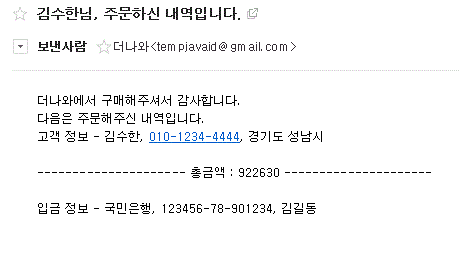 김수한님, 주문하신 내역입니다.
보낸사람 더나와<tempjavaid@gmail.com>
더나와에서 구매해주셔서 감사합니다.
다음은 주문해주신 내역입니다.
고객 정보 - 김수한, 010-1234-4444, 경기도 성남시
--------------------- 총금액 : 922630 ---------------------
입금 정보 - 국민은행, 123456-78-901234, 김길동